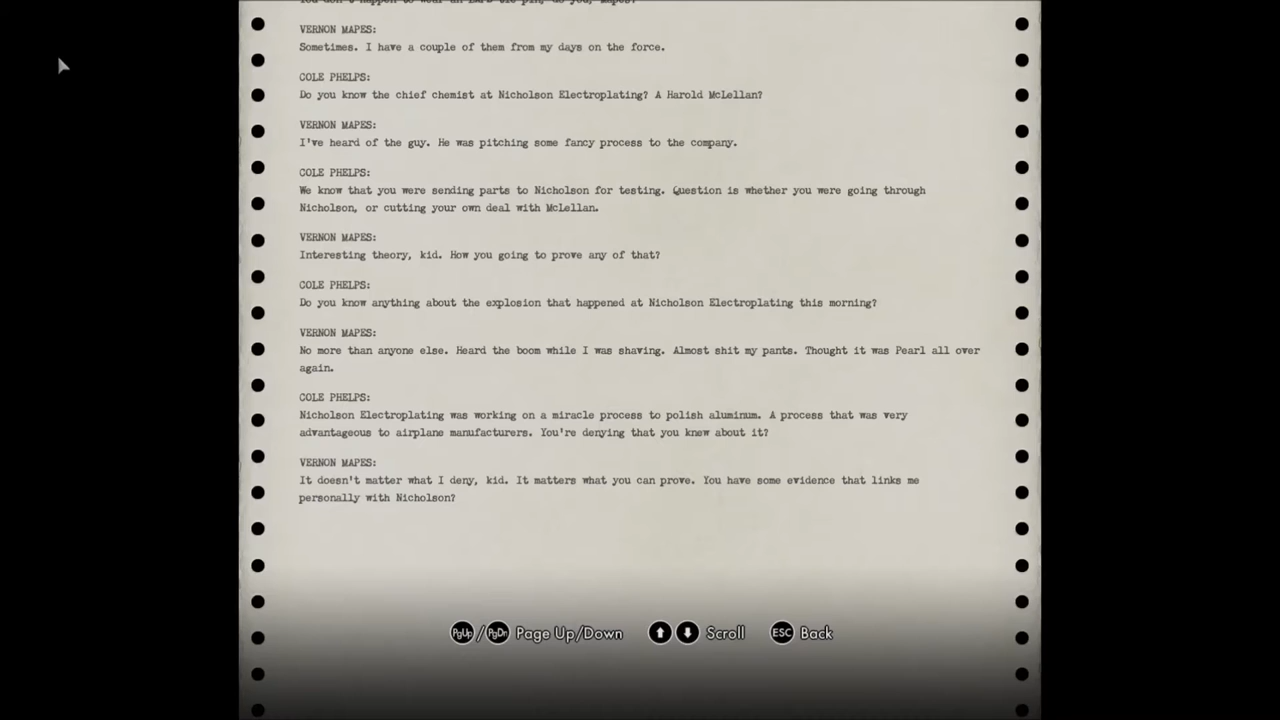 VERNON MAPES:
Sometimes. I have a couple of them from my days on the force.
COLE PHELPS:
Do you know the chief chemist at Nicholson Electroplating? A Harold McLellan?
VERNON MAPES:
I've heard of the guy. He was pitching some fancy process to the company.
COLE PHELPS:
We know that you were sending parts to Nicholson for testing. Question is whether you were going through
Nicholson, or cutting your own deal with McLellan.
VERNON MAPES:
Interesting theory, kid. How you going to prove any of that?
COLE PHELPS:
Do you know anything about the explosion that happened at Nicholson Electroplating this morning?
VERNON MAPES:
No more than anyone else. Heard the boom while I was shaving. Almost shit my pants. Thought it was Pearl all over
again.
COLE PHELPS:
Nicholson Electroplating was working on a miracle process to polish aluminum. A process that was very
advantageous to airplane manufacturers. You're denying that you knew about it?
VERNON MAPES:
It doesn't matter what I deny, kid. It matters what you can prove. You have some evidence that links me
personally with Nicholson?
PgUp / PgDn Page Up/Down Scroll ESC Back